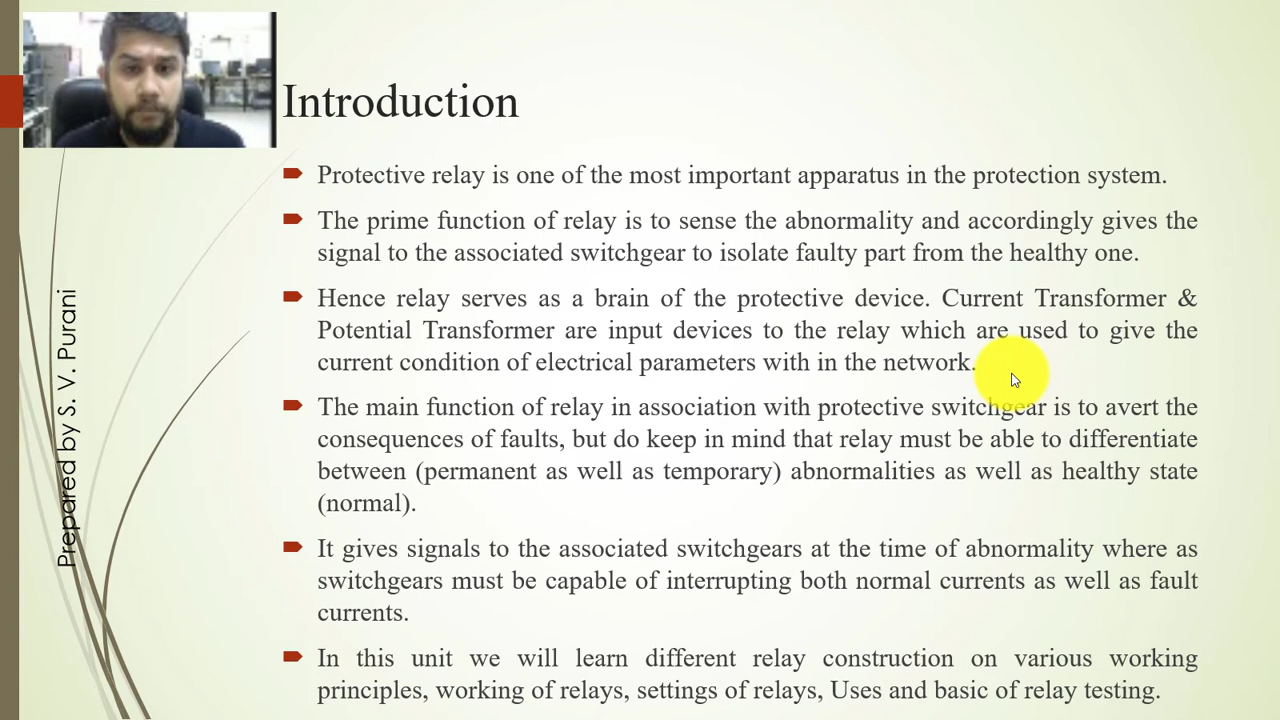 Introduction
Protective relay is one of the most important apparatus in the protection system.
The prime function of relay is to sense the abnormality and accordingly gives the
signal to the associated switchgear to isolate faulty part from the healthy one.
Hence relay serves as a brain of the protective device. Current Transformer &
Potential Transformer are input devices to the relay which are used to give the
current condition of electrical parameters with in the network.
The main function of relay in association with protective switchgear is to avert the
consequences of faults, but do keep in mind that relay must be able to differentiate
between (permanent as well as temporary) abnormalities as well as healthy state
(normal).
It gives signals to the associated switchgears at the time of abnormality where as
switchgears must be capable of interrupting both normal currents as well as fault
currents.
In this unit we will learn different relay construction on various working
principles, working of relays, settings of relays, Uses and basic of relay testing.
Prepared by S. V. Purani